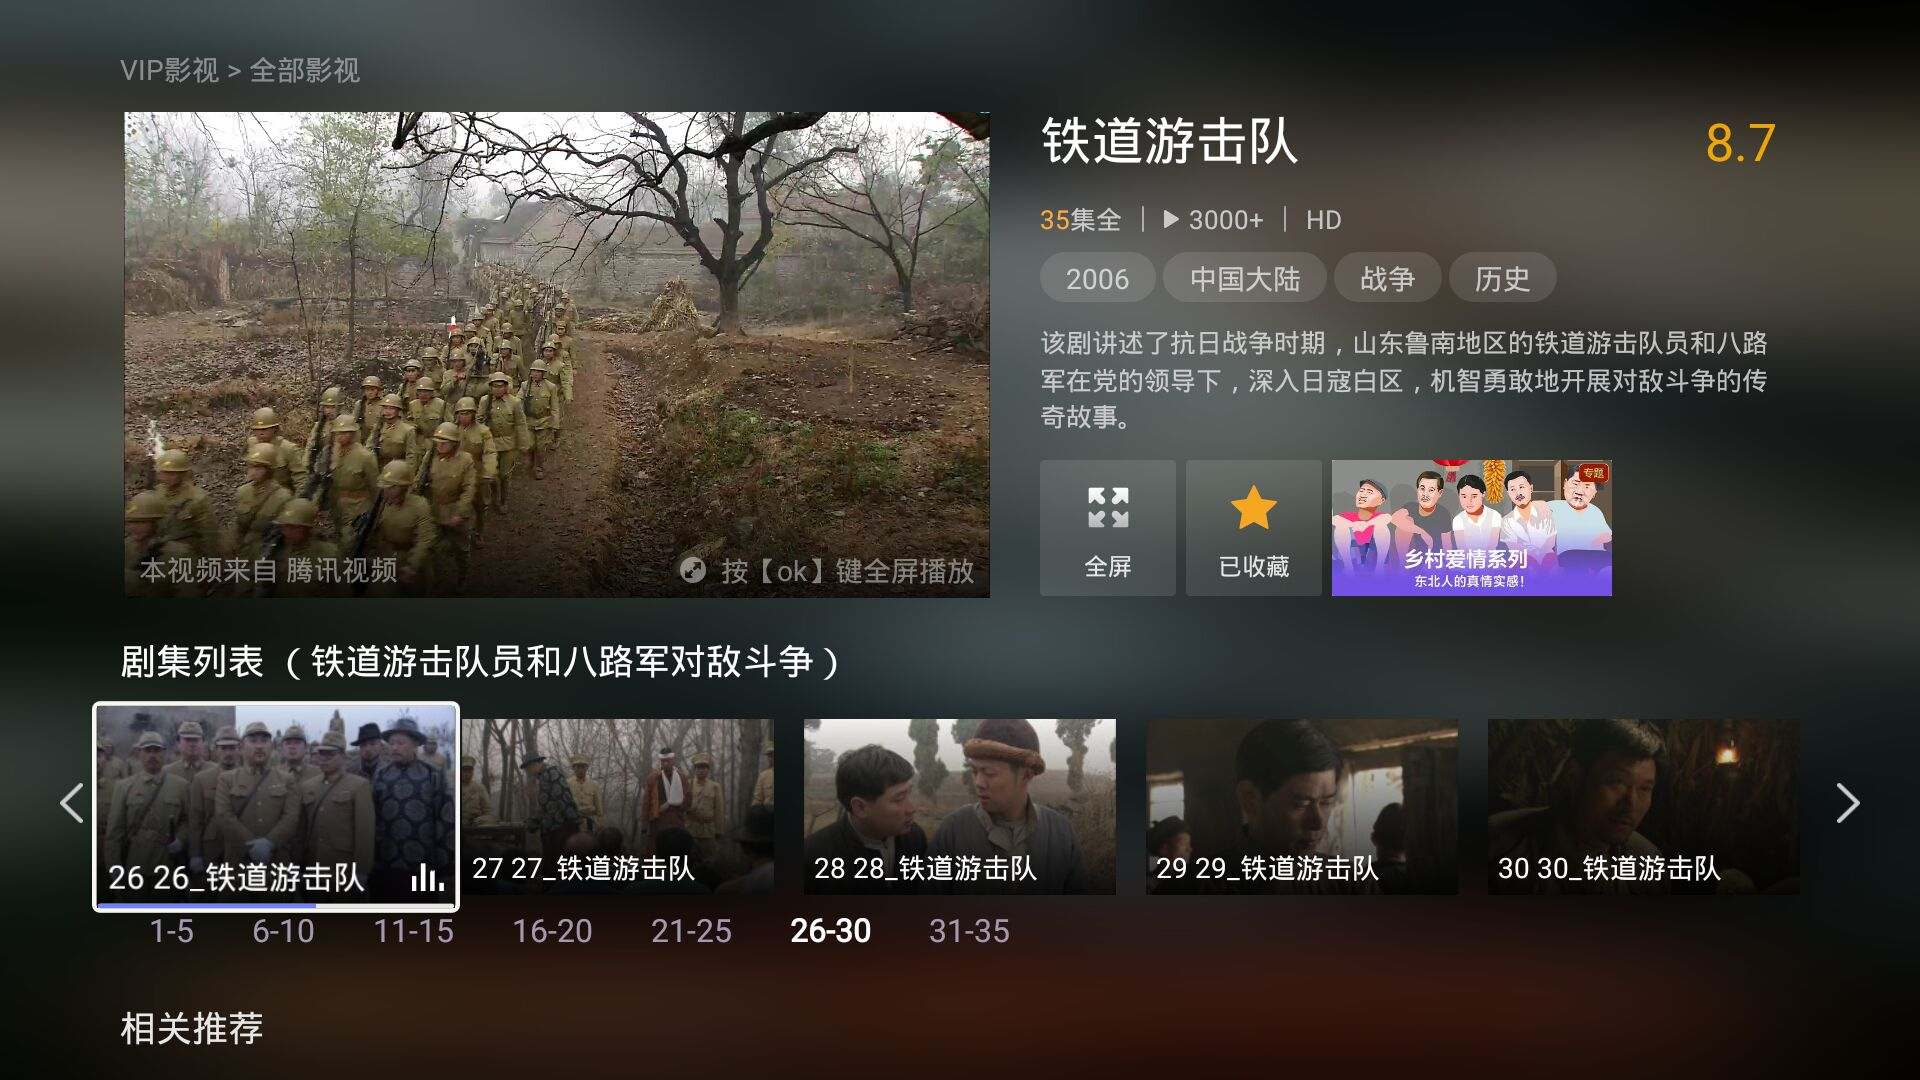 VIP影视 > 全部影视
铁道游击队
8.7
35集全 | ▶ 3000+ | HD
2006 中国大陆 战争 历史
该剧讲述了抗日战争时期，山东鲁南地区的铁道游击队员和八路
军在党的领导下，深入日寇白区，机智勇敢地开展对敌斗争的传
奇故事。
本视频来自 腾讯视频
按【ok】键全屏播放
全屏
已收藏
专题
乡村爱情系列
东北人的真情实感！
剧集列表 （铁道游击队员和八路军对敌斗争）
26 26_铁道游击队
27 27_铁道游击队
28 28_铁道游击队
29 29_铁道游击队
30 30_铁道游击队
1-5 6-10 11-15 16-20 21-25 26-30 31-35
相关推荐